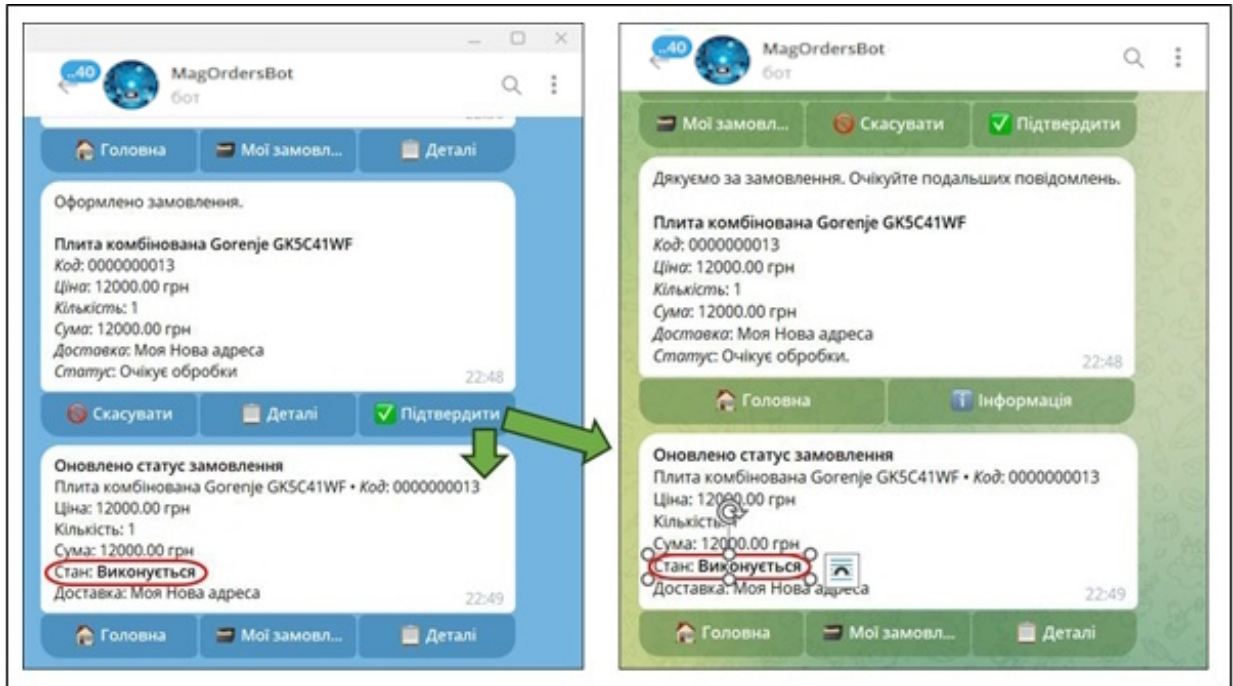 ..40
MagOrdersBot
бот
Головна
Мої замовл...
Деталі
Оформлено замовлення.
Плита комбінована Gorenje GK5C41WF
Код: 0000000013
Ціна: 12000.00 грн
Кількість: 1
Сума: 12000.00 грн
Доставка: Моя Нова адреса
Статус: Очікує обробки
22:48
Скасувати
Деталі
Підтвердити
Оновлено статус замовлення
Плита комбінована Gorenje GK5C41WF • Код: 0000000013
Ціна: 12000.00 грн
Кількість: 1
Сума: 12000.00 грн
Стан: Виконується
Доставка: Моя Нова адреса
22:49
Головна
Мої замовл...
Деталі
..40
MagOrdersBot
бот
Мої замовл...
Скасувати
Підтвердити
Дякуємо за замовлення. Очікуйте подальших повідомлень.
Плита комбінована Gorenje GK5C41WF
Код: 0000000013
Ціна: 12000.00 грн
Кількість: 1
Сума: 12000.00 грн
Доставка: Моя Нова адреса
Статус: Очікує обробки.
22:48
Головна
Інформація
Оновлено статус замовлення
Плита комбінована Gorenje GK5C41WF • Код: 0000000013
Ціна: 12000.00 грн
Кількість: 1
Сума: 12000.00 грн
Стан: Виконується
Доставка: Моя Нова адреса
22:49
Головна
Мої замовл...
Деталі